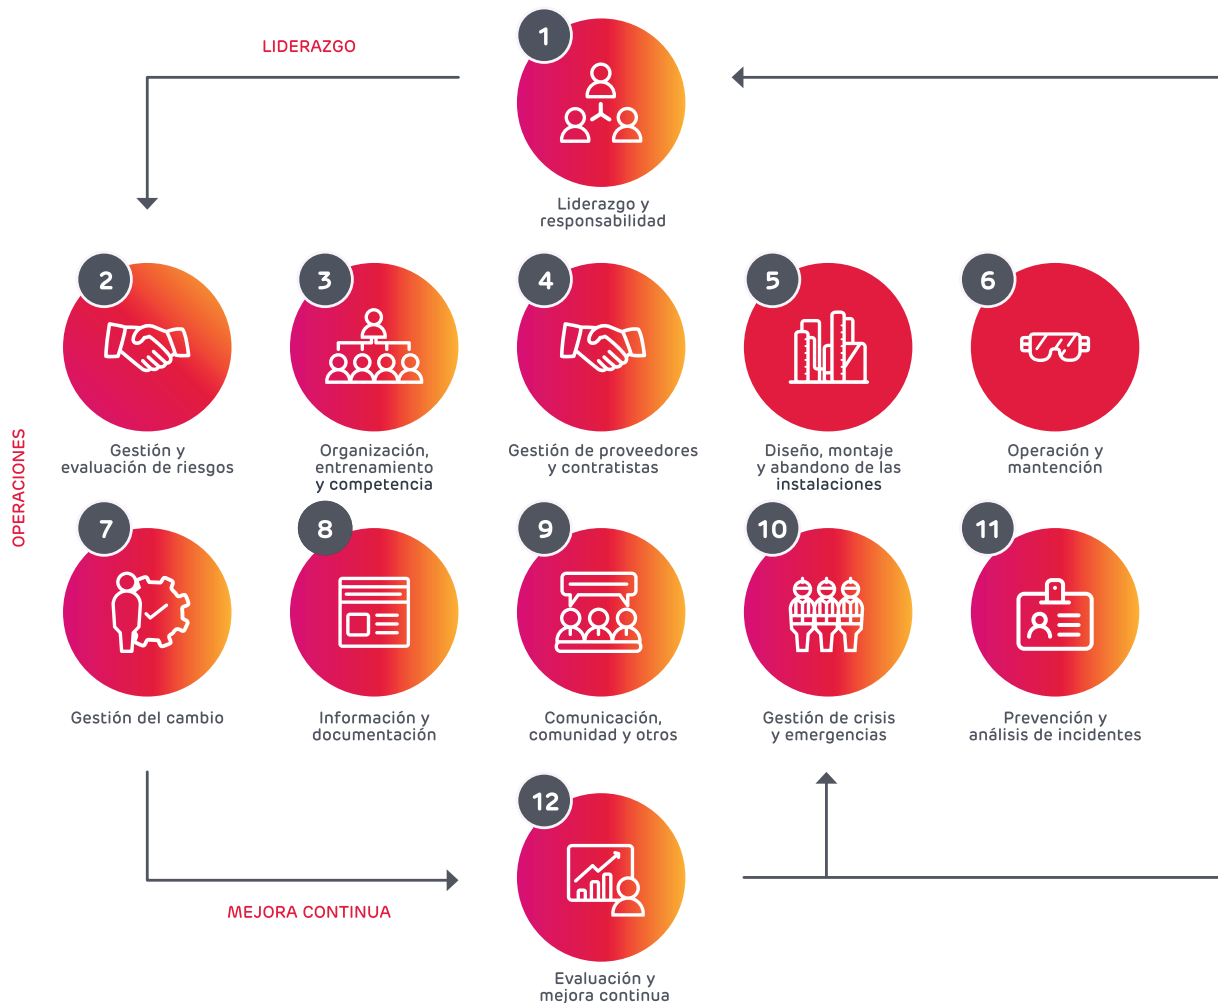 LIDERAZGO
1
Liderazgo y
responsabilidad
OPERACIONES
2
Gestión y
evaluación de riesgos
3
Organización,
entrenamiento
y competencia
4
Gestión de proveedores
y contratistas
5
Diseño, montaje
y abandono de las
instalaciones
6
Operación y
mantención
7
Gestión del cambio
8
Información y
documentación
9
Comunicación,
comunidad y otros
10
Gestión de crisis
y emergencias
11
Prevención y
análisis de incidentes
MEJORA CONTINUA
12
Evaluación y
mejora continua